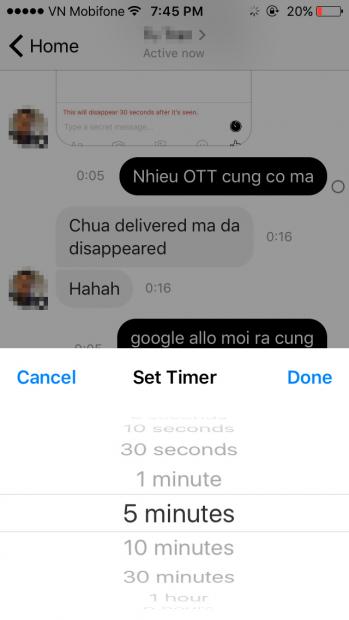 VN Mobifone 7:45 PM 20%
Home
Active now
This will disappear 30 seconds after it's seen.
Type a secret message...
Aa
0:05 Nhieu OTT cung co ma
Chua delivered ma da
disappeared
0:16
Hahah 0:16
google allo moi ra cung
0:05
Cancel Set Timer Done
10 seconds
30 seconds
1 minute
5 minutes
10 minutes
30 minutes
1 hour